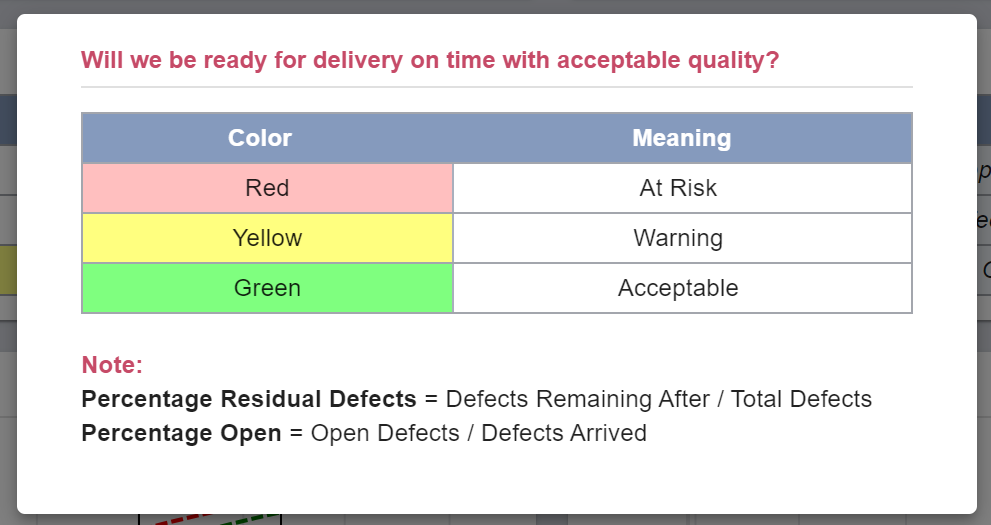 Will we be ready for delivery on time with acceptable quality?
Color Meaning
Red At Risk
Yellow Warning
Green Acceptable
Note:
Percentage Residual Defects = Defects Remaining After / Total Defects
Percentage Open = Open Defects / Defects Arrived